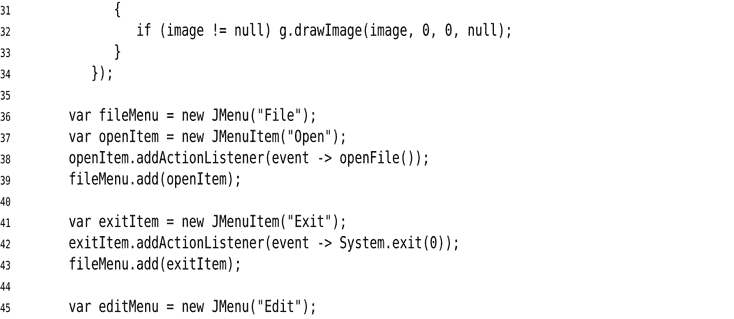 31 {
32 if (image != null) g.drawImage(image, 0, 0, null);
33 }
34 });
35
36 var fileMenu = new JMenu("File");
37 var openItem = new JMenuItem("Open");
38 openItem.addActionListener(event -> openFile());
39 fileMenu.add(openItem);
40
41 var exitItem = new JMenuItem("Exit");
42 exitItem.addActionListener(event -> System.exit(0));
43 fileMenu.add(exitItem);
44
45 var editMenu = new JMenu("Edit");